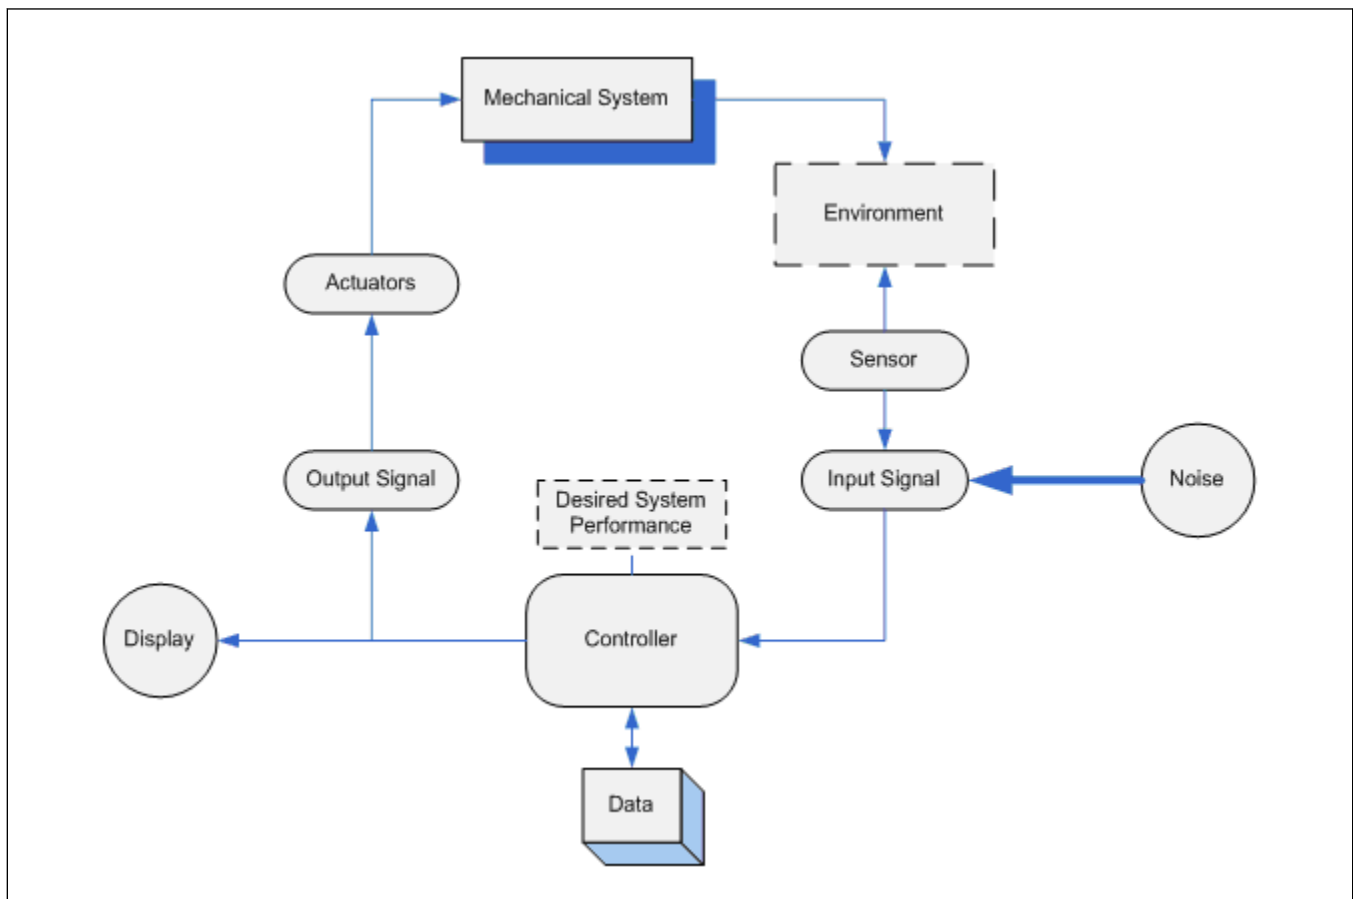 Mechanical System
Environment
Actuators
Sensor
Output Signal
Desired System
Performance
Input Signal
Noise
Display
Controller
Data